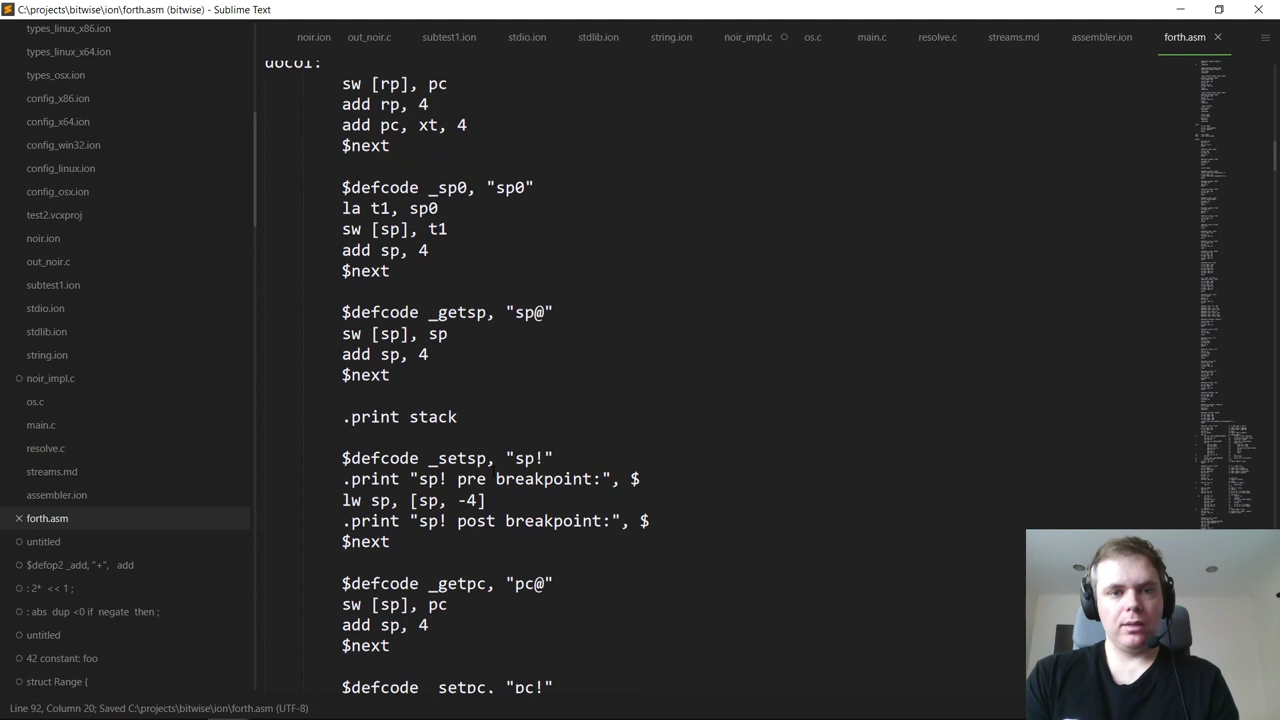 C:\projects\bitwise\ion\forth.asm (bitwise) - Sublime Text
noir.ion
out_noir.c
subtest1.ion
stdio.ion
stdlib.ion
string.ion
noir_impl.c
os.c
main.c
resolve.c
streams.md
assembler.ion
forth.asm
types_linux_x86.ion
types_linux_x64.ion
types_osx.ion
config_x86.ion
config_x64.ion
config_win32.ion
config_linux.ion
config_osx.ion
test2.vcxproj
noir.ion
out_noir.c
subtest1.ion
stdio.ion
stdlib.ion
string.ion
noir_impl.c
os.c
main.c
resolve.c
streams.md
assembler.ion
forth.asm
untitled
$defop2 _add, "+", add
: 2* << 1 ;
: abs dup <0 if negate then ;
untitled
42 constant: foo
struct Range {
docol:
sw [rp], pc
add rp, 4
add pc, xt, 4
$next
$defcode _sp0, "sp0"
la t1, sp0
sw [sp], t1
add sp, 4
$next
$defcode _getsp, "sp@"
sw [sp], sp
add sp, 4
$next
.print stack
$defcode _setsp, "sp!"
.print "sp! pre breakpoint:", $
lw sp, [sp, -4]
.print "sp! post breakpoint:", $
$next
$defcode _getpc, "pc@"
sw [sp], pc
add sp, 4
$next
$defcode _setpc, "pc!"
Line 92, Column 20; Saved C:\projects\bitwise\ion\forth.asm (UTF-8)